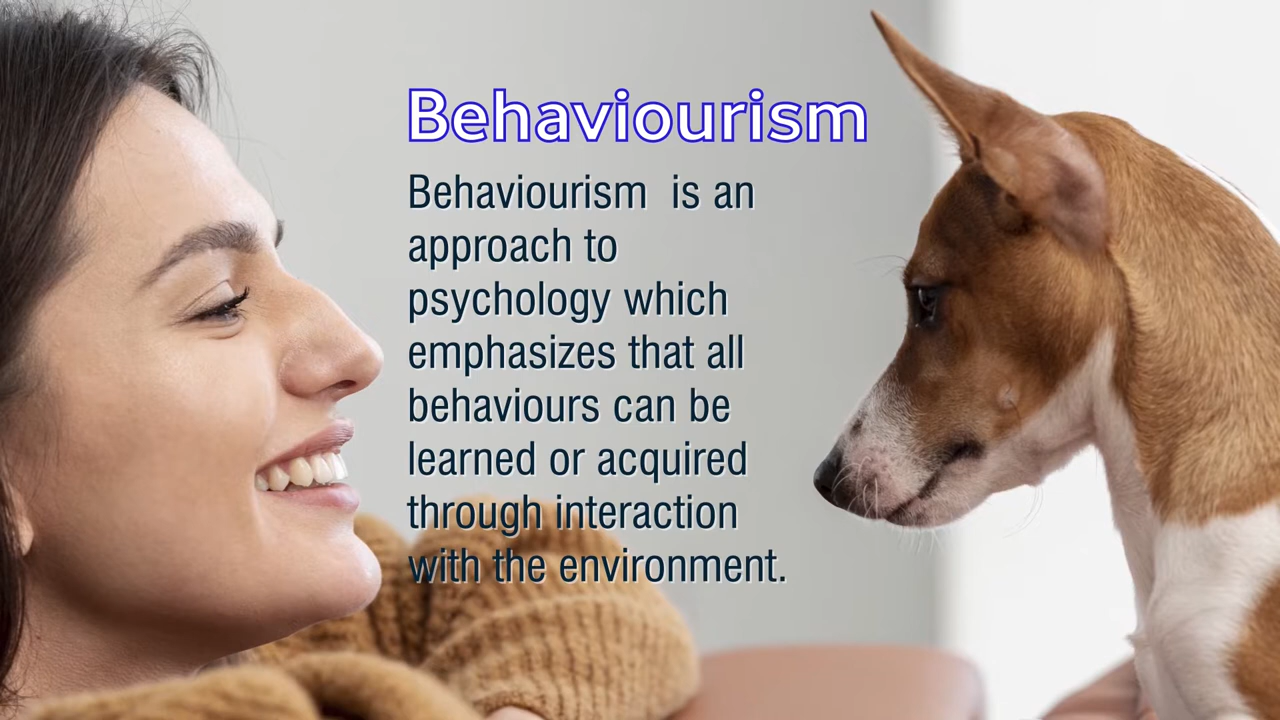 Behaviourism
Behaviourism  is an
approach to
psychology which
emphasizes that all
behaviours can be
learned or acquired
through interaction
with the environment.